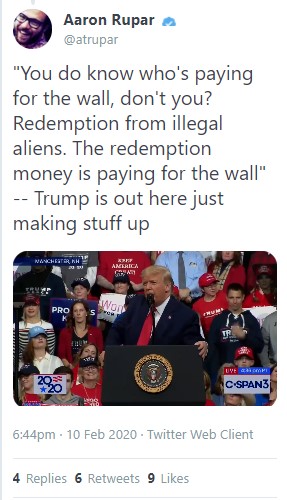 Aaron Rupar
@atrupar
"You do know who's paying
for the wall, don't you?
Redemption from illegal
aliens. The redemption
money is paying for the wall"
-- Trump is out here just
making stuff up
MANCHESTER, NH
KEEP
AMERICA
GREAT!
2020
LIVE
C-SPAN3
6:44pm · 10 Feb 2020 · Twitter Web Client
4 Replies 6 Retweets 9 Likes